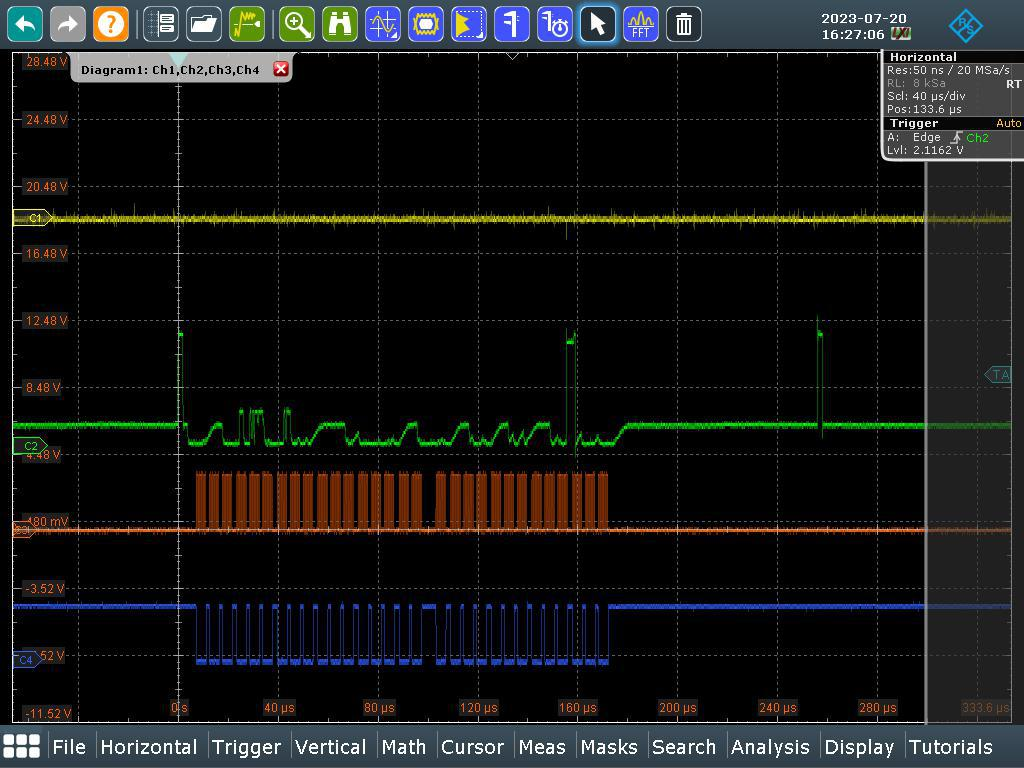 2023-07-20
16:27:06
FFT
Diagram1: Ch1,Ch2,Ch3,Ch4
Horizontal
Res:50 ns / 20 MSa/s
RL: 8 kSa
RT
Scl: 40 µs/div
Pos:133.6 µs
Trigger
Auto
A: Edge Ch2
Lvl: 2.1162 V
28.48 V
24.48 V
20.48 V
C1
16.48 V
12.48 V
8.48 V
TA
C2
4.48 V
480 mV
-3.52 V
C4
52 V
-11.52 V
0 s
40 µs
80 µs
120 µs
160 µs
200 µs
240 µs
280 µs
333.6 µs
File
Horizontal
Trigger
Vertical
Math
Cursor
Meas
Masks
Search
Analysis
Display
Tutorials